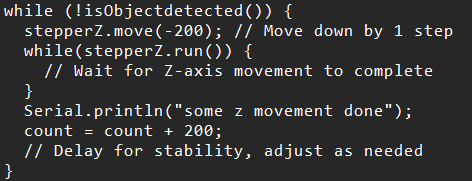 while (!isObjectdetected()) {
stepperZ.move(-200); // Move down by 1 step
while(stepperZ.run()) {
// Wait for Z-axis movement to complete
}
Serial.println("some z movement done");
count = count + 200;
// Delay for stability, adjust as needed
}